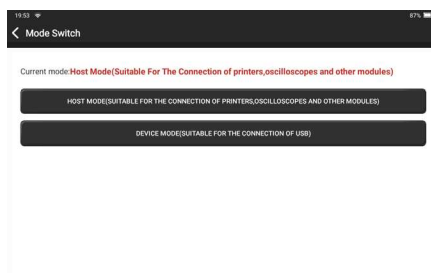 19:53 87%
Mode Switch
Current mode:Host Mode(Suitable For The Connection of printers,oscilloscopes and other modules)
HOST MODE(SUITABLE FOR THE CONNECTION OF PRINTERS,OSCILLOSCOPES AND OTHER MODULES)
DEVICE MODE(SUITABLE FOR THE CONNECTION OF USB)